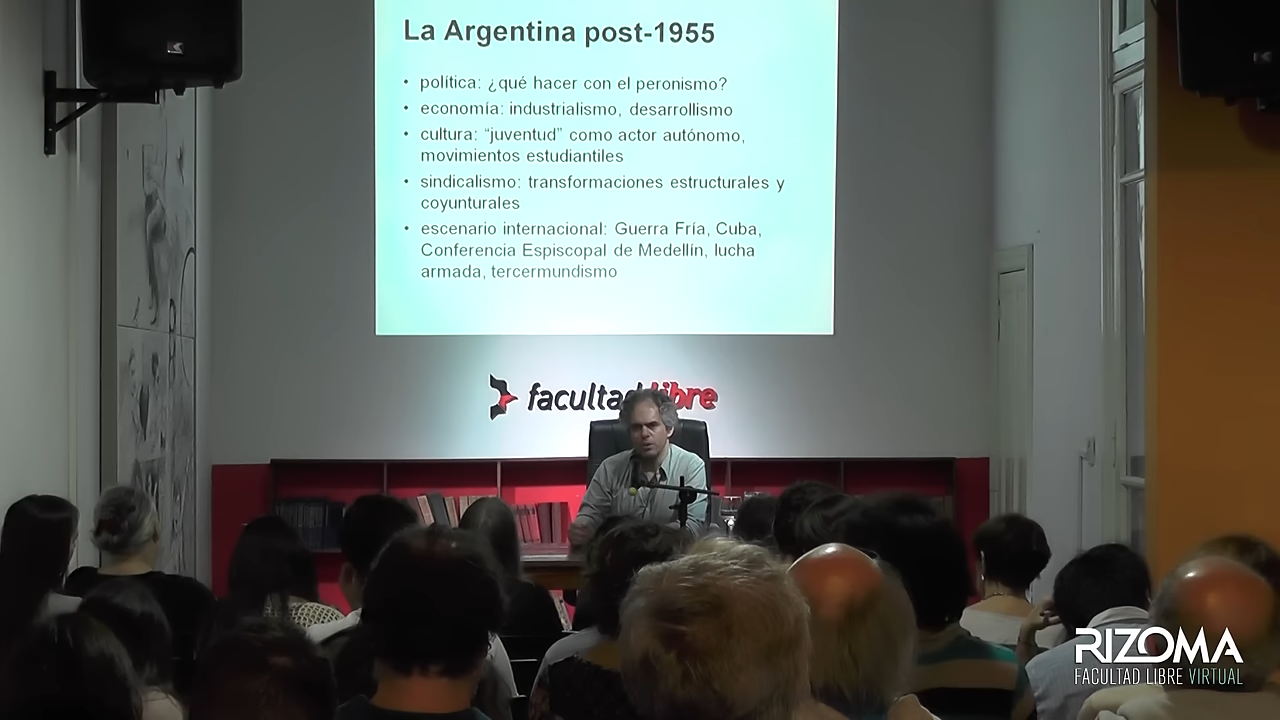 La Argentina post-1955
• política: ¿qué hacer con el peronismo?
• economía: industrialismo, desarrollismo
• cultura: “juventud” como actor autónomo,
movimientos estudiantiles
• sindicalismo: transformaciones estructurales y
coyunturales
• escenario internacional: Guerra Fría, Cuba,
Conferencia Espiscopal de Medellín, lucha
armada, tercermundismo
facultad libre
RIZOMA
FACULTAD LIBRE VIRTUAL